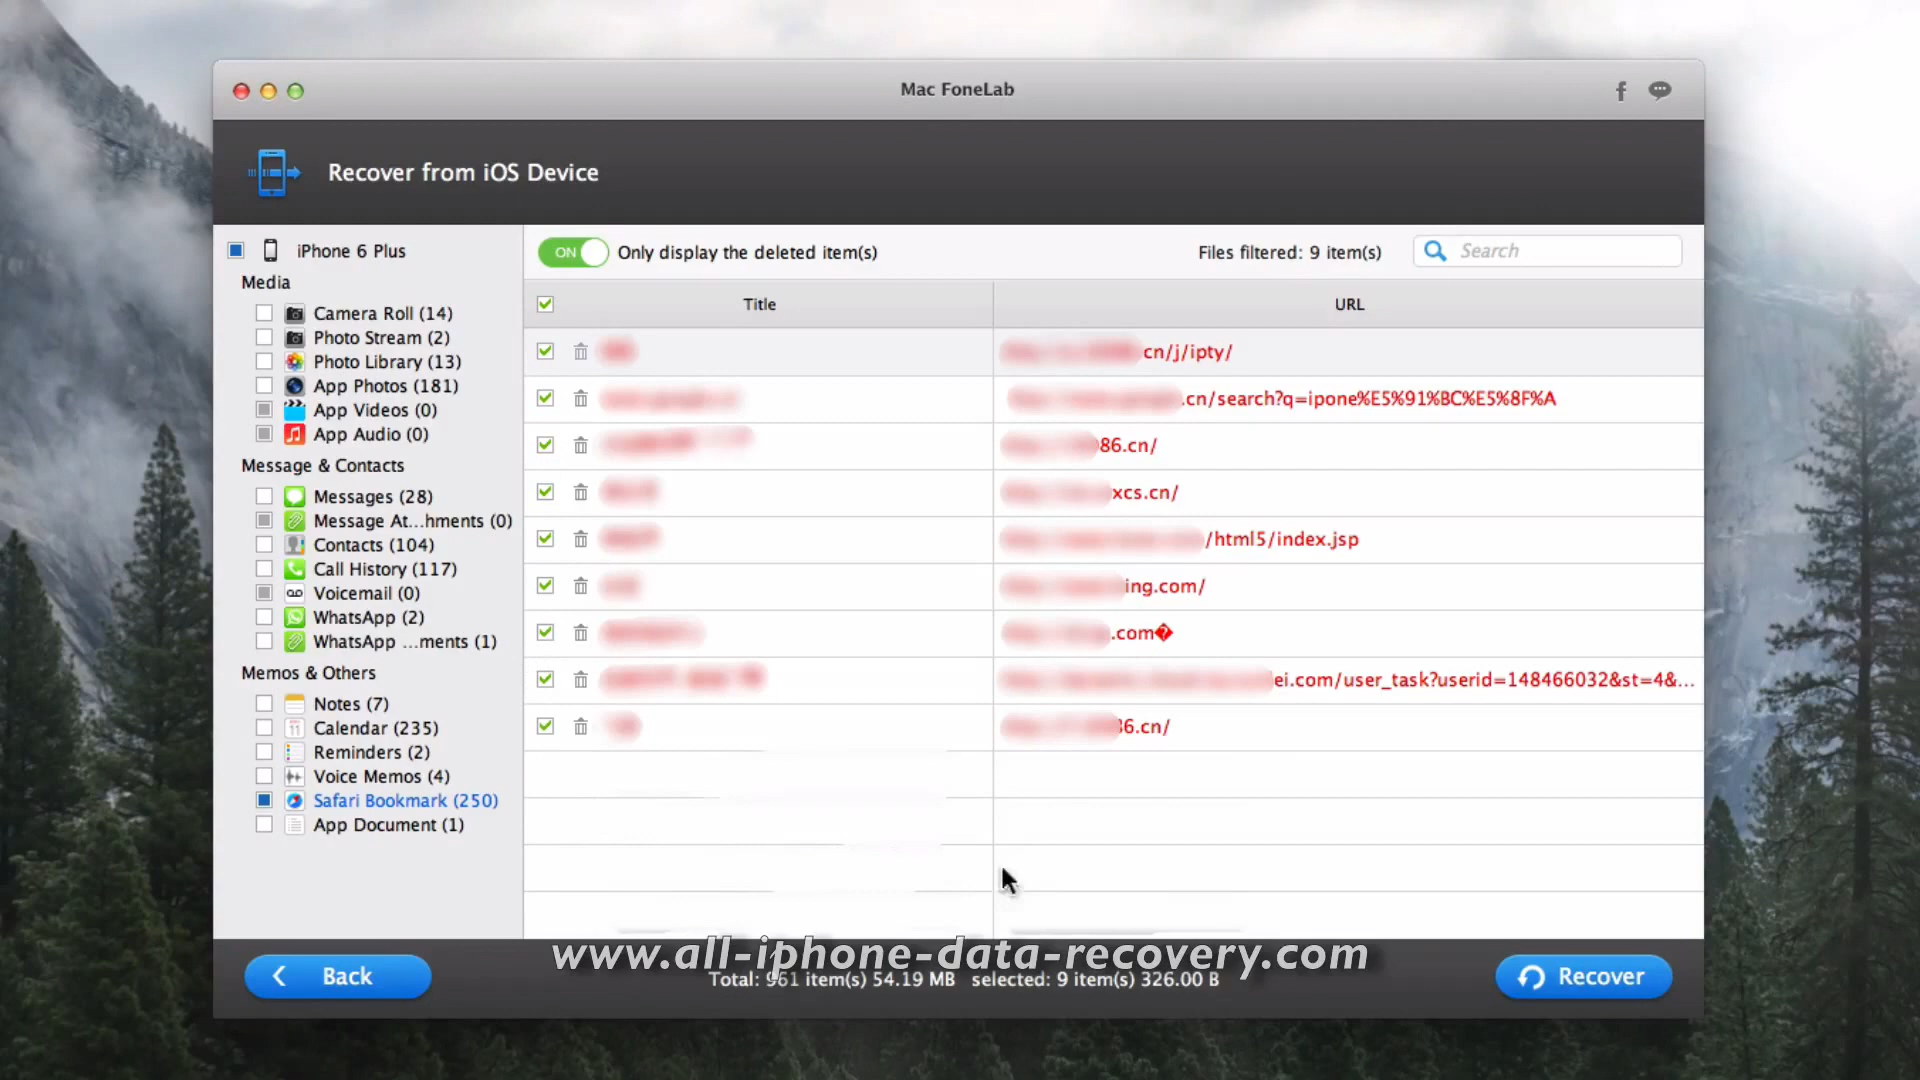 Mac FoneLab
f
Recover from iOS Device
iPhone 6 Plus
Media
Camera Roll (14)
Photo Stream (2)
Photo Library (13)
App Photos (181)
App Videos (0)
App Audio (0)
Message & Contacts
Messages (28)
Message At...hments (0)
Contacts (104)
Call History (117)
Voicemail (0)
WhatsApp (2)
WhatsApp ...ments (1)
Memos & Others
Notes (7)
Calendar (235)
Reminders (2)
Voice Memos (4)
Safari Bookmark (250)
App Document (1)
ON Only display the deleted item(s)
Files filtered: 9 item(s)
Search
Title URL
cn/j/ipty/
.cn/search?q=ipone%E5%91%BC%E5%8F%A
86.cn/
xcs.cn/
/html5/index.jsp
ing.com/
.com�
ei.com/user_task?userid=148466032&st=4&...
86.cn/
www.all-iphone-data-recovery.com
Back
Total: 961 item(s) 54.19 MB selected: 9 item(s) 326.00 B
Recover